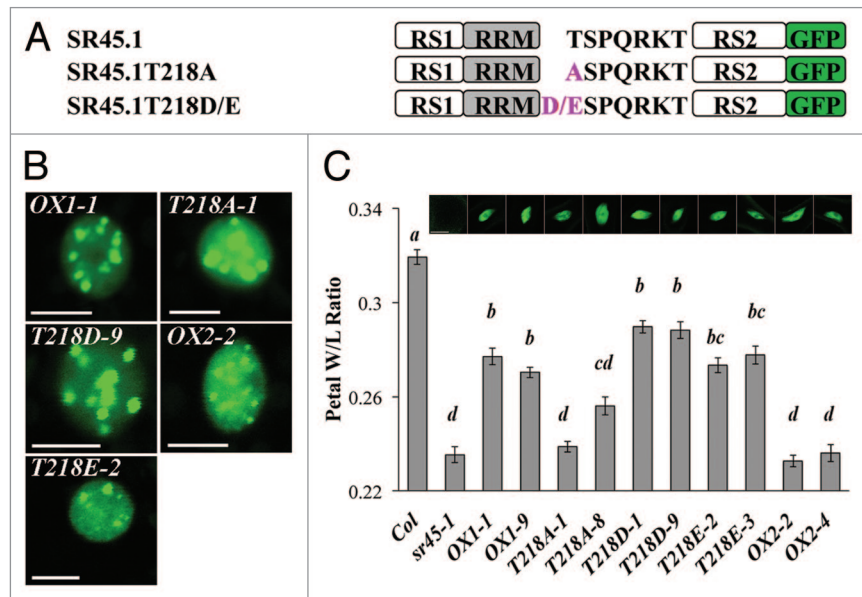 A
SR45.1 RS1 RRM TSPQRKT RS2 GFP
SR45.1T218A RS1 RRM ASPQRKT RS2 GFP
SR45.1T218D/E RS1 RRM D/ESPQRKT RS2 GFP
B
OX1-1 T218A-1
T218D-9 OX2-2
T218E-2
C
Petal W/L Ratio
0.34
0.3
0.26
0.22
a d b b d cd b b bc bc d d
Col sr45-1 OX1-1 OX1-9 T218A-1 T218A-8 T218D-1 T218D-9 T218E-2 T218E-3 OX2-2 OX2-4